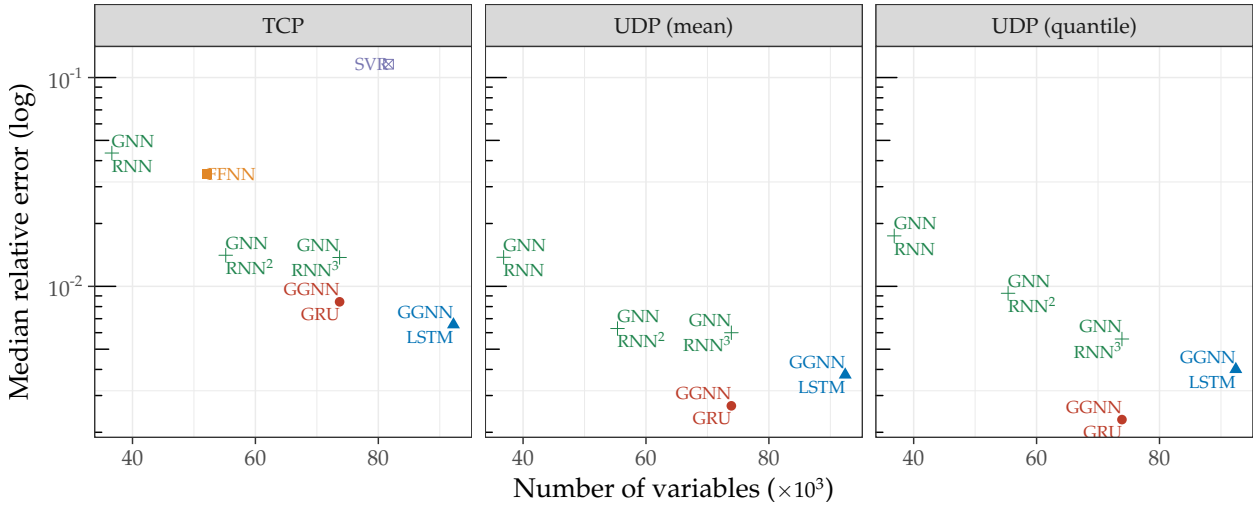 TCP
UDP (mean)
UDP (quantile)
Median relative error (log)
10⁻¹
10⁻²
SVR
GNN
RNN
FFNN
GNN
RNN²
GNN
RNN³
GGNN
GRU
GGNN
LSTM
GNN
RNN
GNN
RNN²
GNN
RNN³
GGNN
GRU
GGNN
LSTM
GNN
RNN
GNN
RNN²
GNN
RNN³
GGNN
GRU
GGNN
LSTM
40 60 80
40 60 80
40 60 80
Number of variables (×10³)